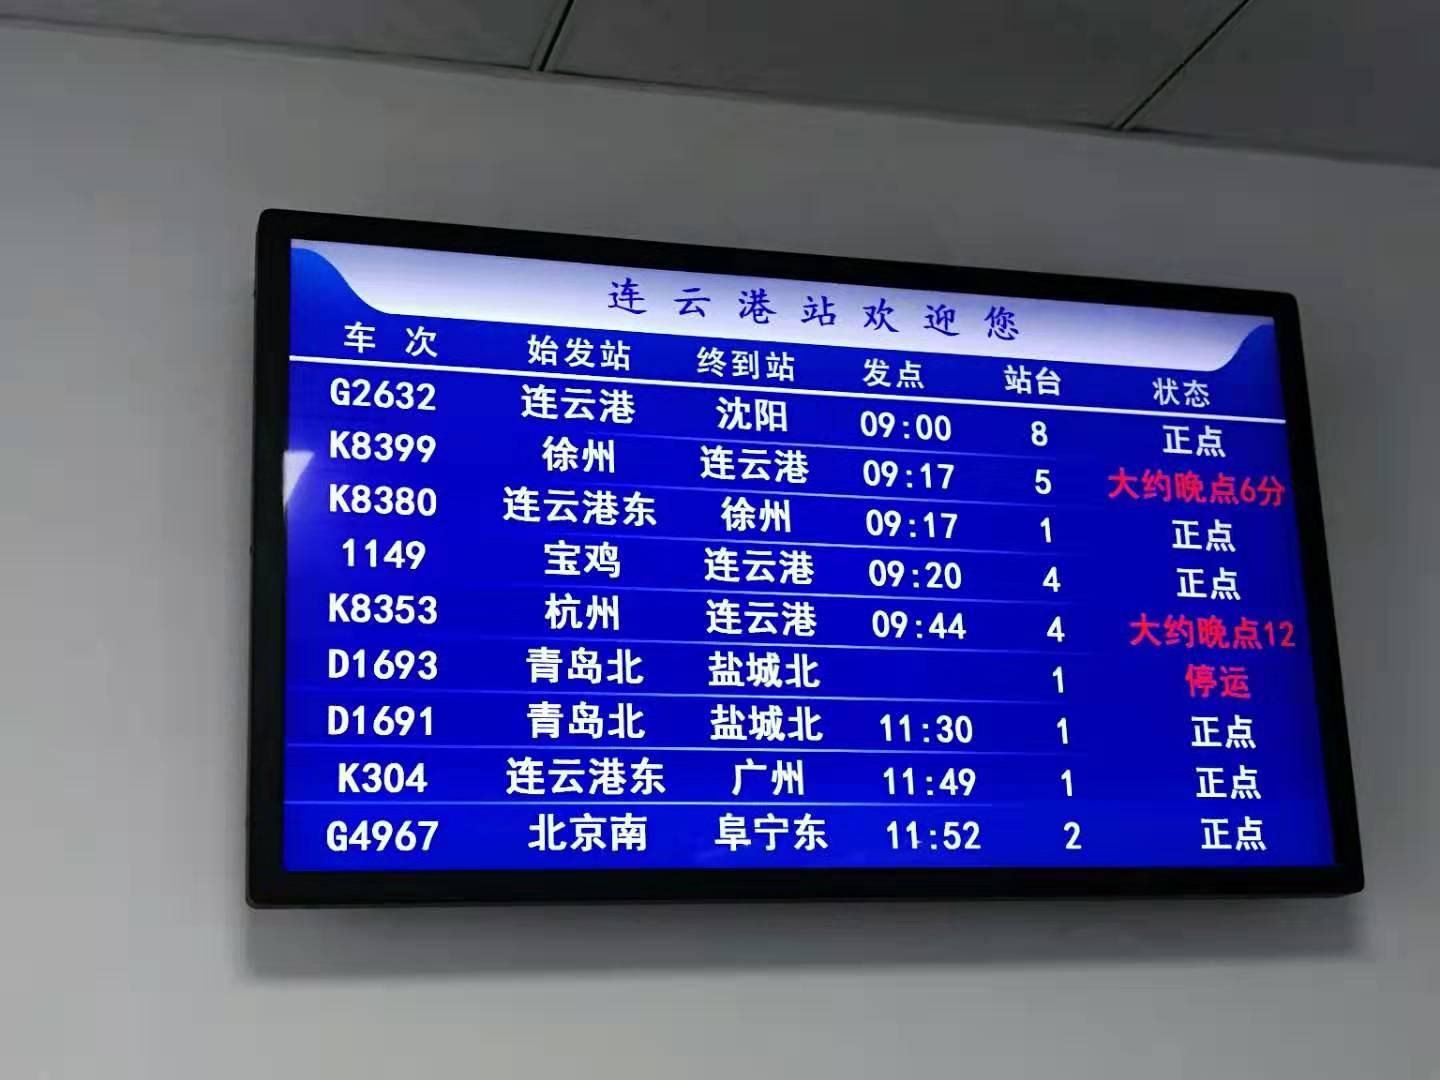 连云港站欢迎您
车次 始发站 终到站 发点 站台 状态
G2632 连云港 沈阳 09:00 8 正点
K8399 徐州 连云港 09:17 5 大约晚点6分
K8380 连云港东 徐州 09:17 1 正点
1149 宝鸡 连云港 09:20 4 正点
K8353 杭州 连云港 09:44 4 大约晚点12
D1693 青岛北 盐城北 1 停运
D1691 青岛北 盐城北 11:30 1 正点
K304 连云港东 广州 11:49 1 正点
G4967 北京南 阜宁东 11:52 2 正点